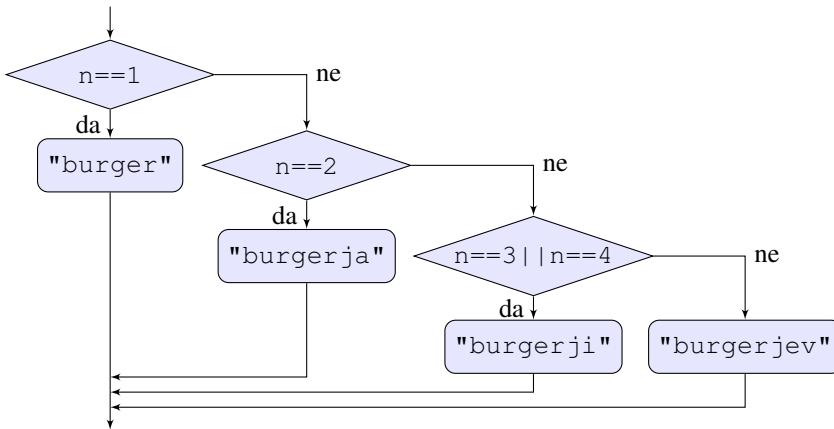 n==1
ne
da
"burger"
n==2
ne
da
"burgerja"
n==3||n==4
ne
da
"burgerji"
"burgerjev"